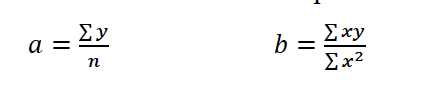 a = Σy / n    b = Σxy / Σx²